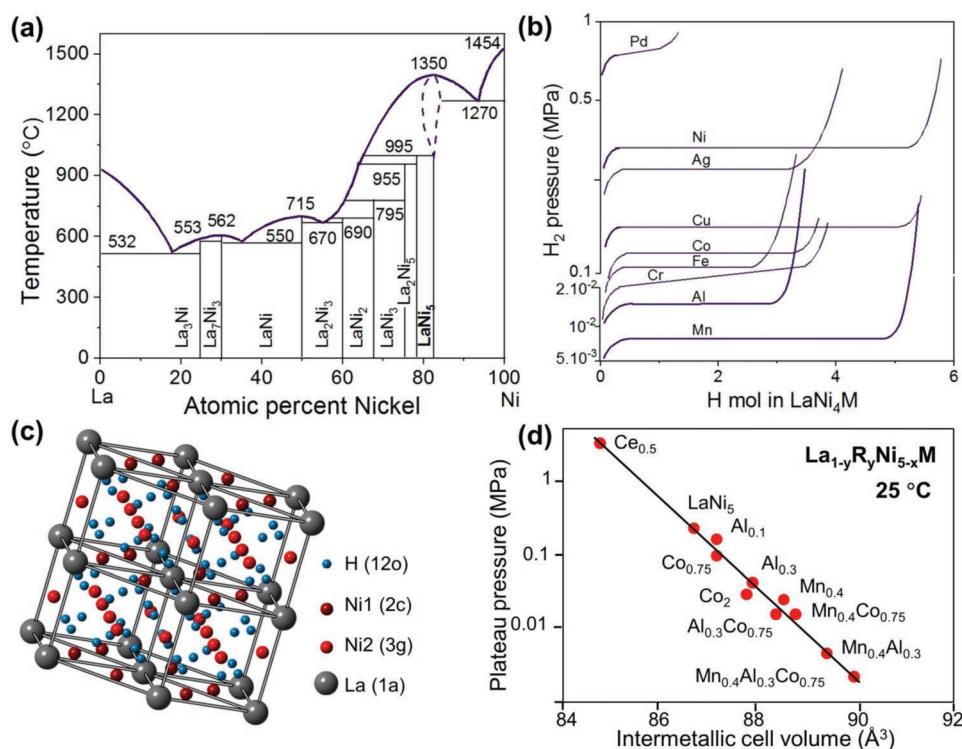 (a)
1500
1200
900
600
300
0
Temperature (°C)
1454
1350
1270
995
955
795
715
690
670
562
553
550
532
La₃Ni
La₇Ni₃
LaNi
La₂Ni₃
LaNi₂
LaNi₃
La₂Ni₅
LaNi₅
0 20 40 60 80 100
La Atomic percent Nickel Ni
(b)
H₂ pressure (MPa)
1
0.5
0.1
2.10⁻²
10⁻²
5.10⁻³
Pd
Ni
Ag
Cu
Co
Fe
Cr
Al
Mn
0 2 4 6
H mol in LaNi₄M
(c)
H (12o)
Ni1 (2c)
Ni2 (3g)
La (1a)
(d)
La₁₋yRyNi₅₋ₓM
25 °C
Plateau pressure (MPa)
1
0.1
0.01
Ce₀.₅
LaNi₅
Al₀.₁
Co₀.₇₅
Al₀.₃
Co₂
Mn₀.₄
Al₀.₃Co₀.₇₅
Mn₀.₄Co₀.₇₅
Mn₀.₄Al₀.₃
Mn₀.₄Al₀.₃Co₀.₇₅
84 86 88 90 92
Intermetallic cell volume (Å³)